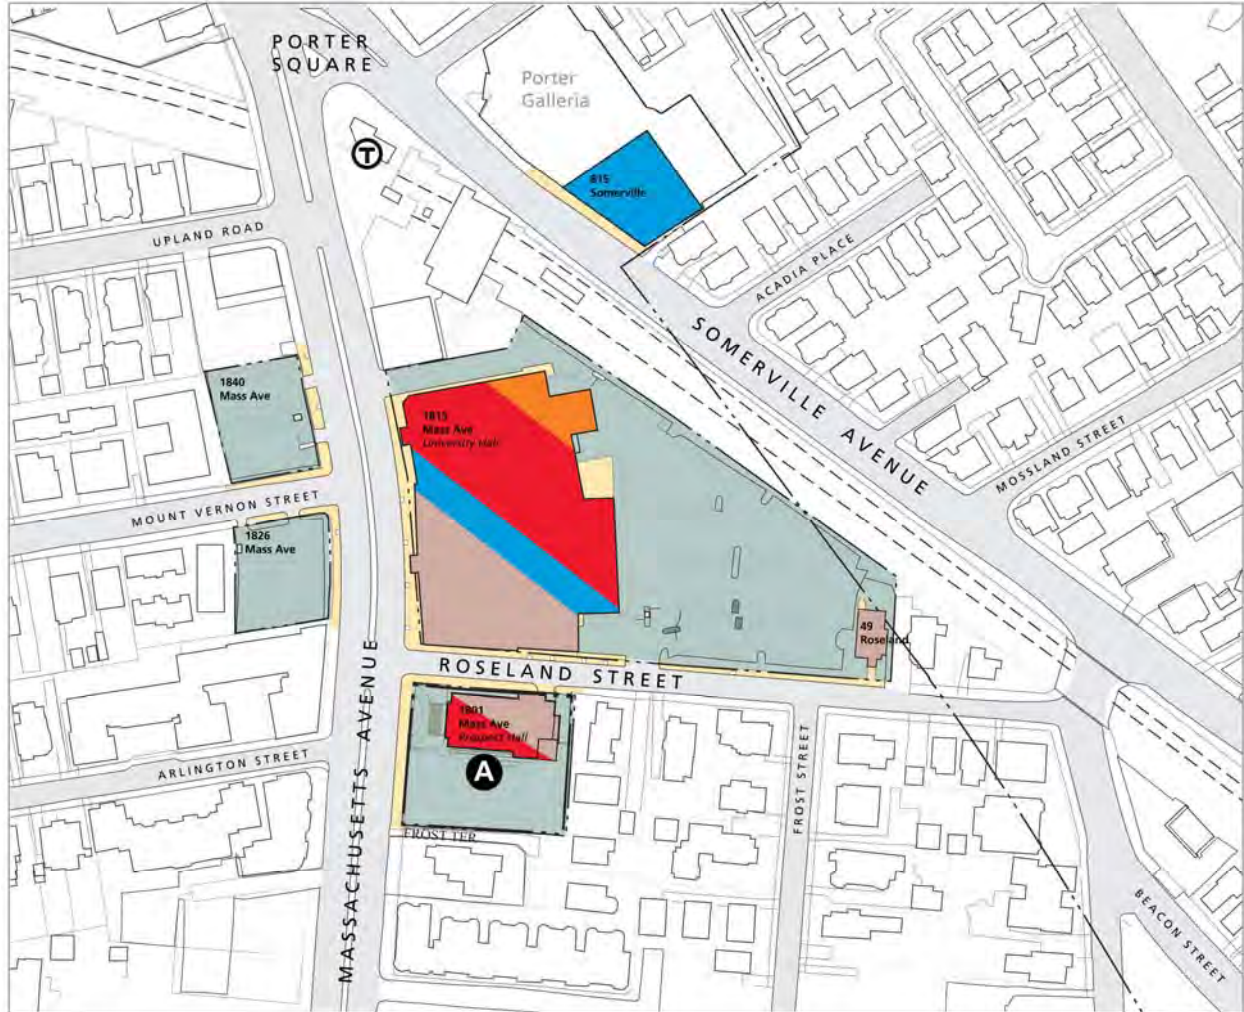 PORTER
SQUARE
Porter
Galleria
T
815
Somerville
UPLAND ROAD
ACADIA PLACE
SOMERVILLE AVENUE
1840
Mass Ave
1815
Mass Ave
University Hall
MOSSLAND STREET
MOUNT VERNON STREET
1826
Mass Ave
49
Roseland
ROSELAND STREET
1801
Mass Ave
Prospect Hall
A
ARLINGTON STREET
MASSACHUSETTS AVENUE
FROST STREET
FROST TER
BEACON STREET